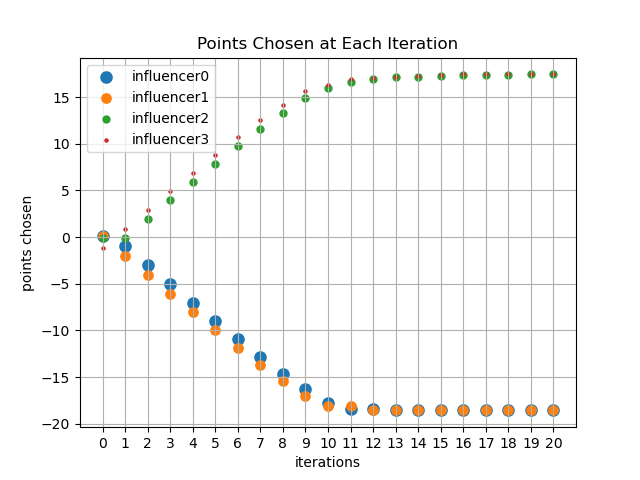 Points Chosen at Each Iteration
influencer0
influencer1
influencer2
influencer3
points chosen
15
10
5
0
−5
−10
−15
−20
0 1 2 3 4 5 6 7 8 9 10 11 12 13 14 15 16 17 18 19 20
iterations